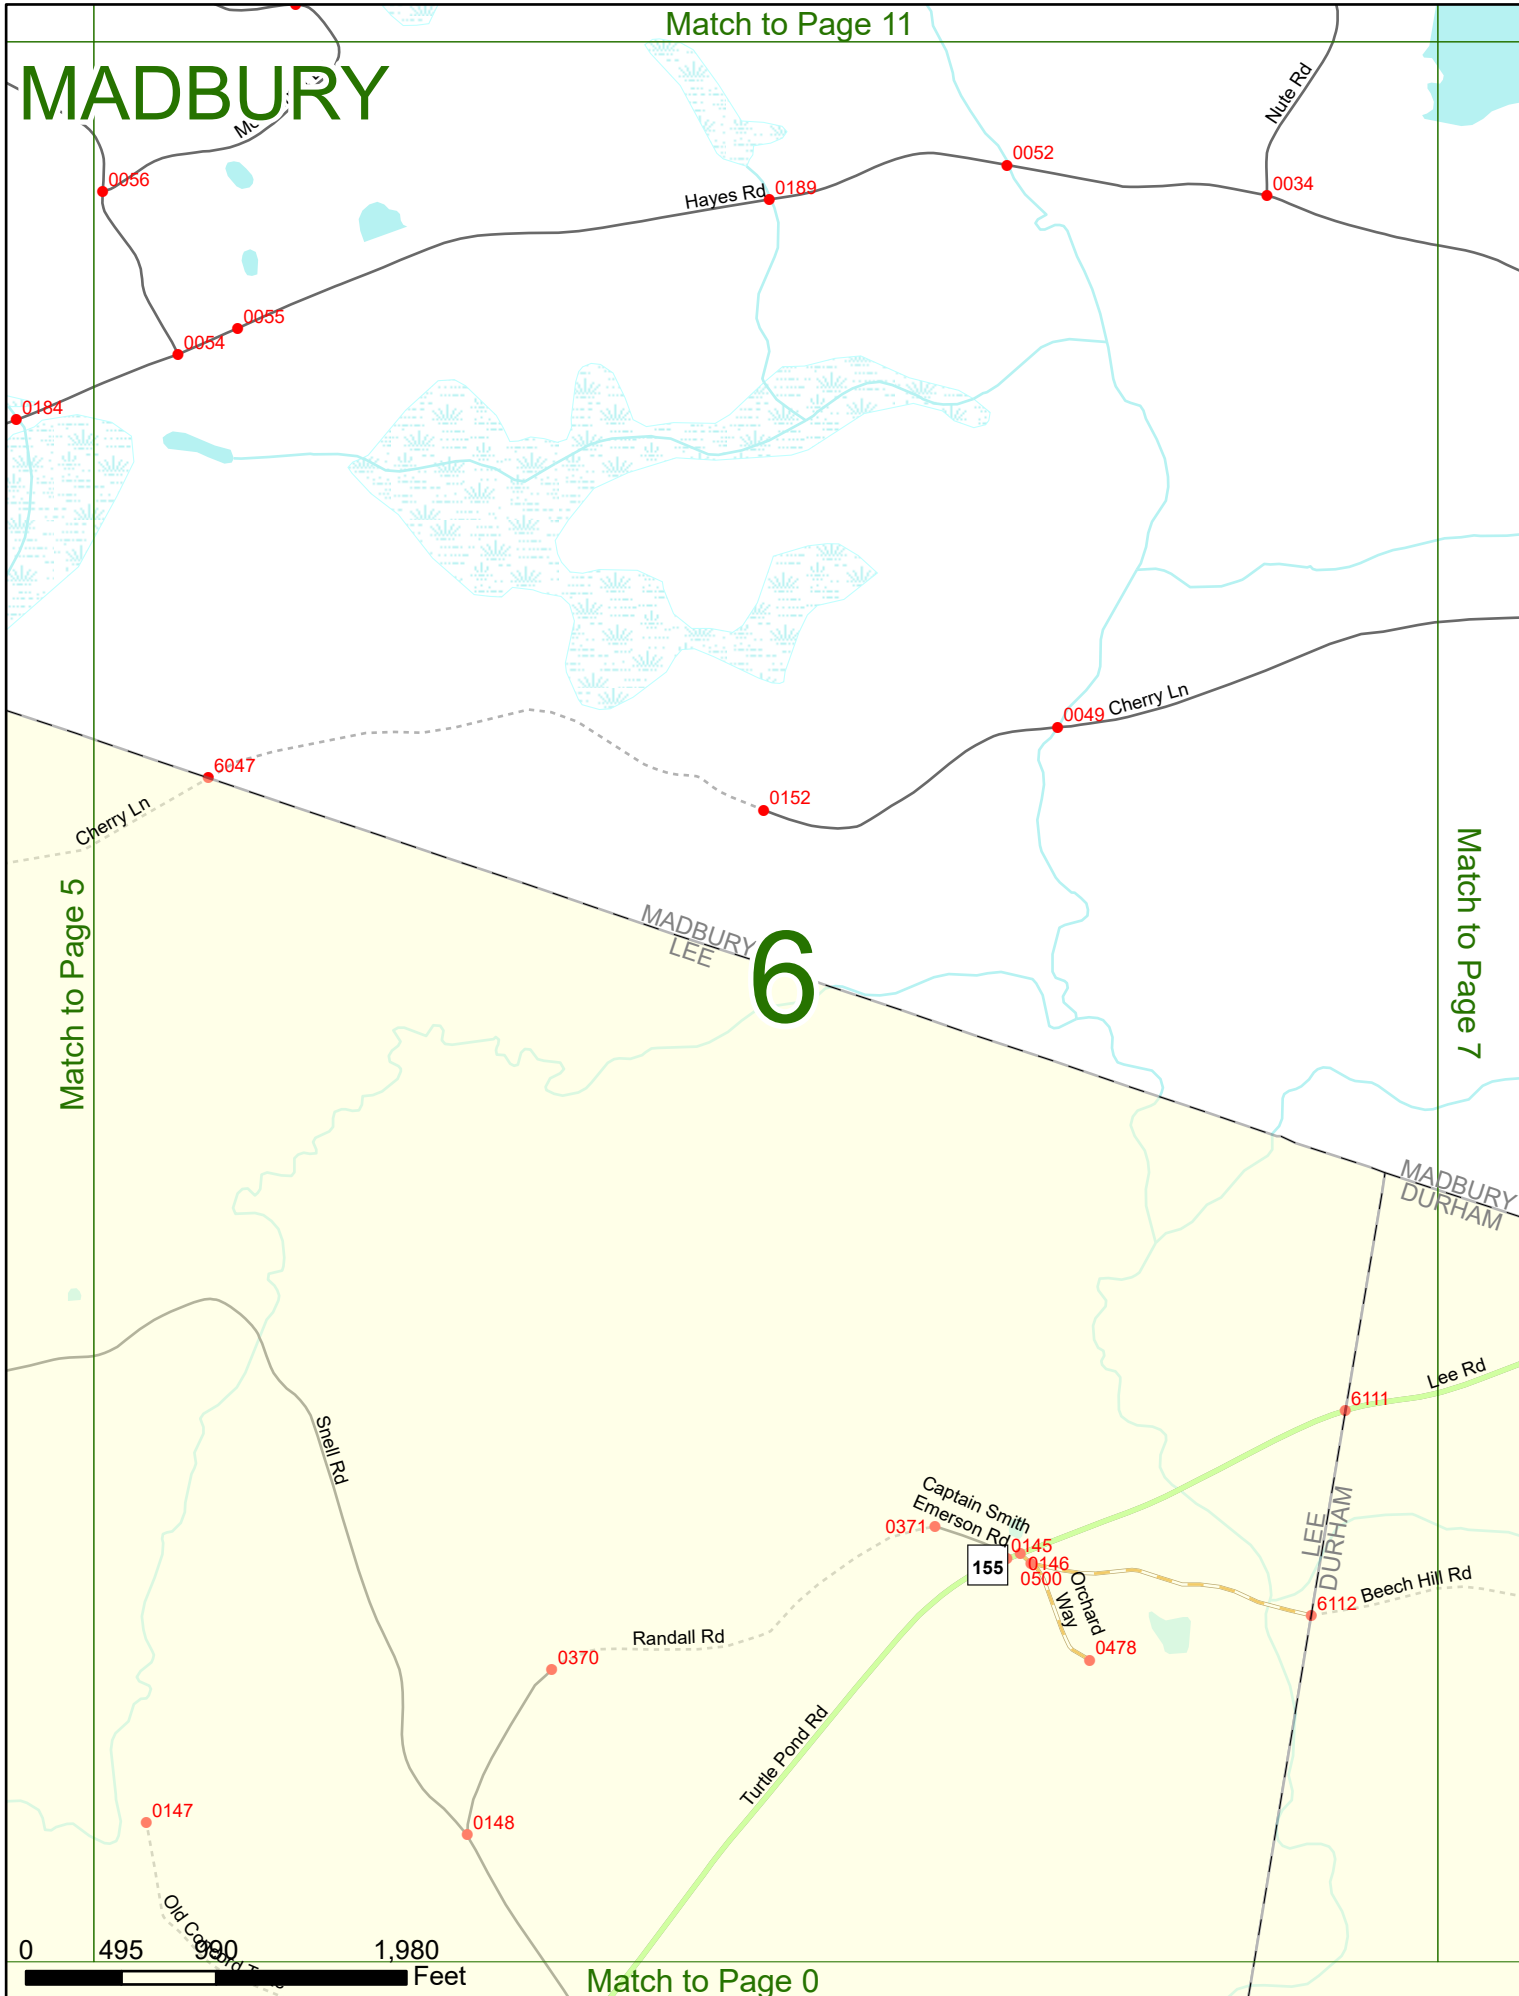 Match to Page 11
MADBURY
Nute Rd
0056
0052
0034
Hayes Rd
0189
0055
0054
0184
0049
Cherry Ln
6047
0152
Cherry Ln
Match to Page 5
Match to Page 7
MADBURY
LEE
6
MADBURY
DURHAM
Lee Rd
6111
Snell Rd
Captain Smith
Emerson Rd
0371
0145
155
0146
0500
LEE
DURHAM
Orchard
Way
Beech Hill Rd
6112
Randall Rd
0370
0478
Turtle Pond Rd
0147
0148
Old Concord
0 495 990 1,980
Feet
Match to Page 0